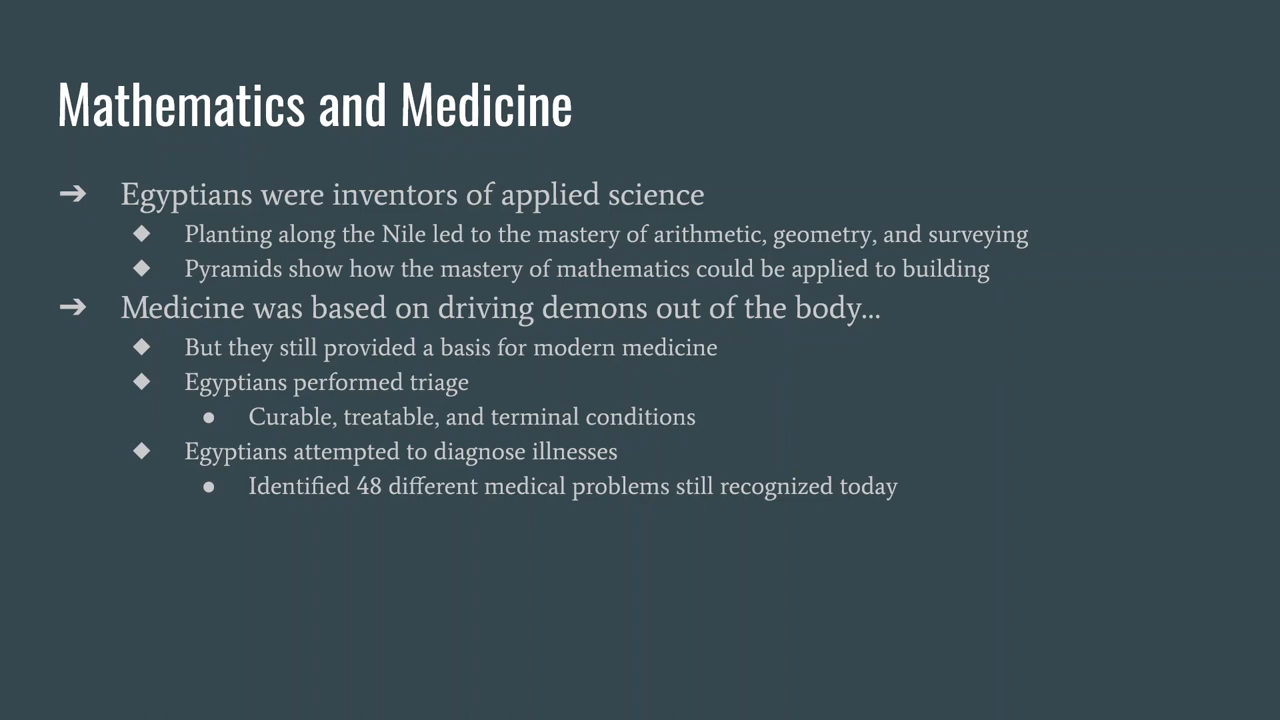 Mathematics and Medicine
➔ Egyptians were inventors of applied science
◆ Planting along the Nile led to the mastery of arithmetic, geometry, and surveying
◆ Pyramids show how the mastery of mathematics could be applied to building
➔ Medicine was based on driving demons out of the body...
◆ But they still provided a basis for modern medicine
◆ Egyptians performed triage
● Curable, treatable, and terminal conditions
◆ Egyptians attempted to diagnose illnesses
● Identified 48 different medical problems still recognized today